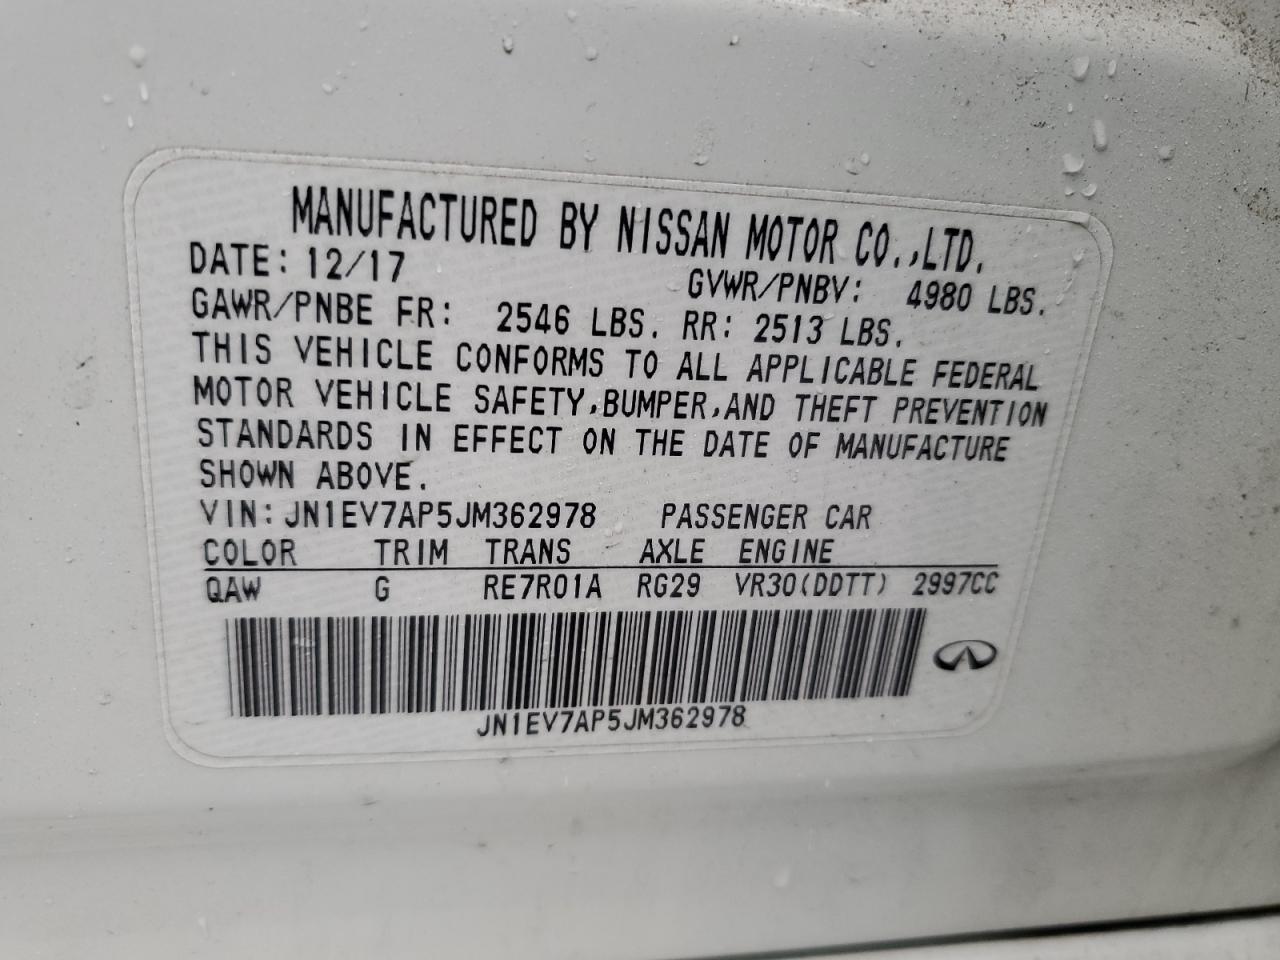 MANUFACTURED BY NISSAN MOTOR CO.,LTD.
DATE: 12/17 GVWR/PNBV: 4980 LBS.
GAWR/PNBE FR: 2546 LBS. RR: 2513 LBS.
THIS VEHICLE CONFORMS TO ALL APPLICABLE FEDERAL
MOTOR VEHICLE SAFETY,BUMPER,AND THEFT PREVENTION
STANDARDS IN EFFECT ON THE DATE OF MANUFACTURE
SHOWN ABOVE.
VIN: JN1EV7AP5JM362978 PASSENGER CAR
COLOR TRIM TRANS AXLE ENGINE
QAW G RE7R01A RG29 VR30(DDTT) 2997CC
JN1EV7AP5JM362978